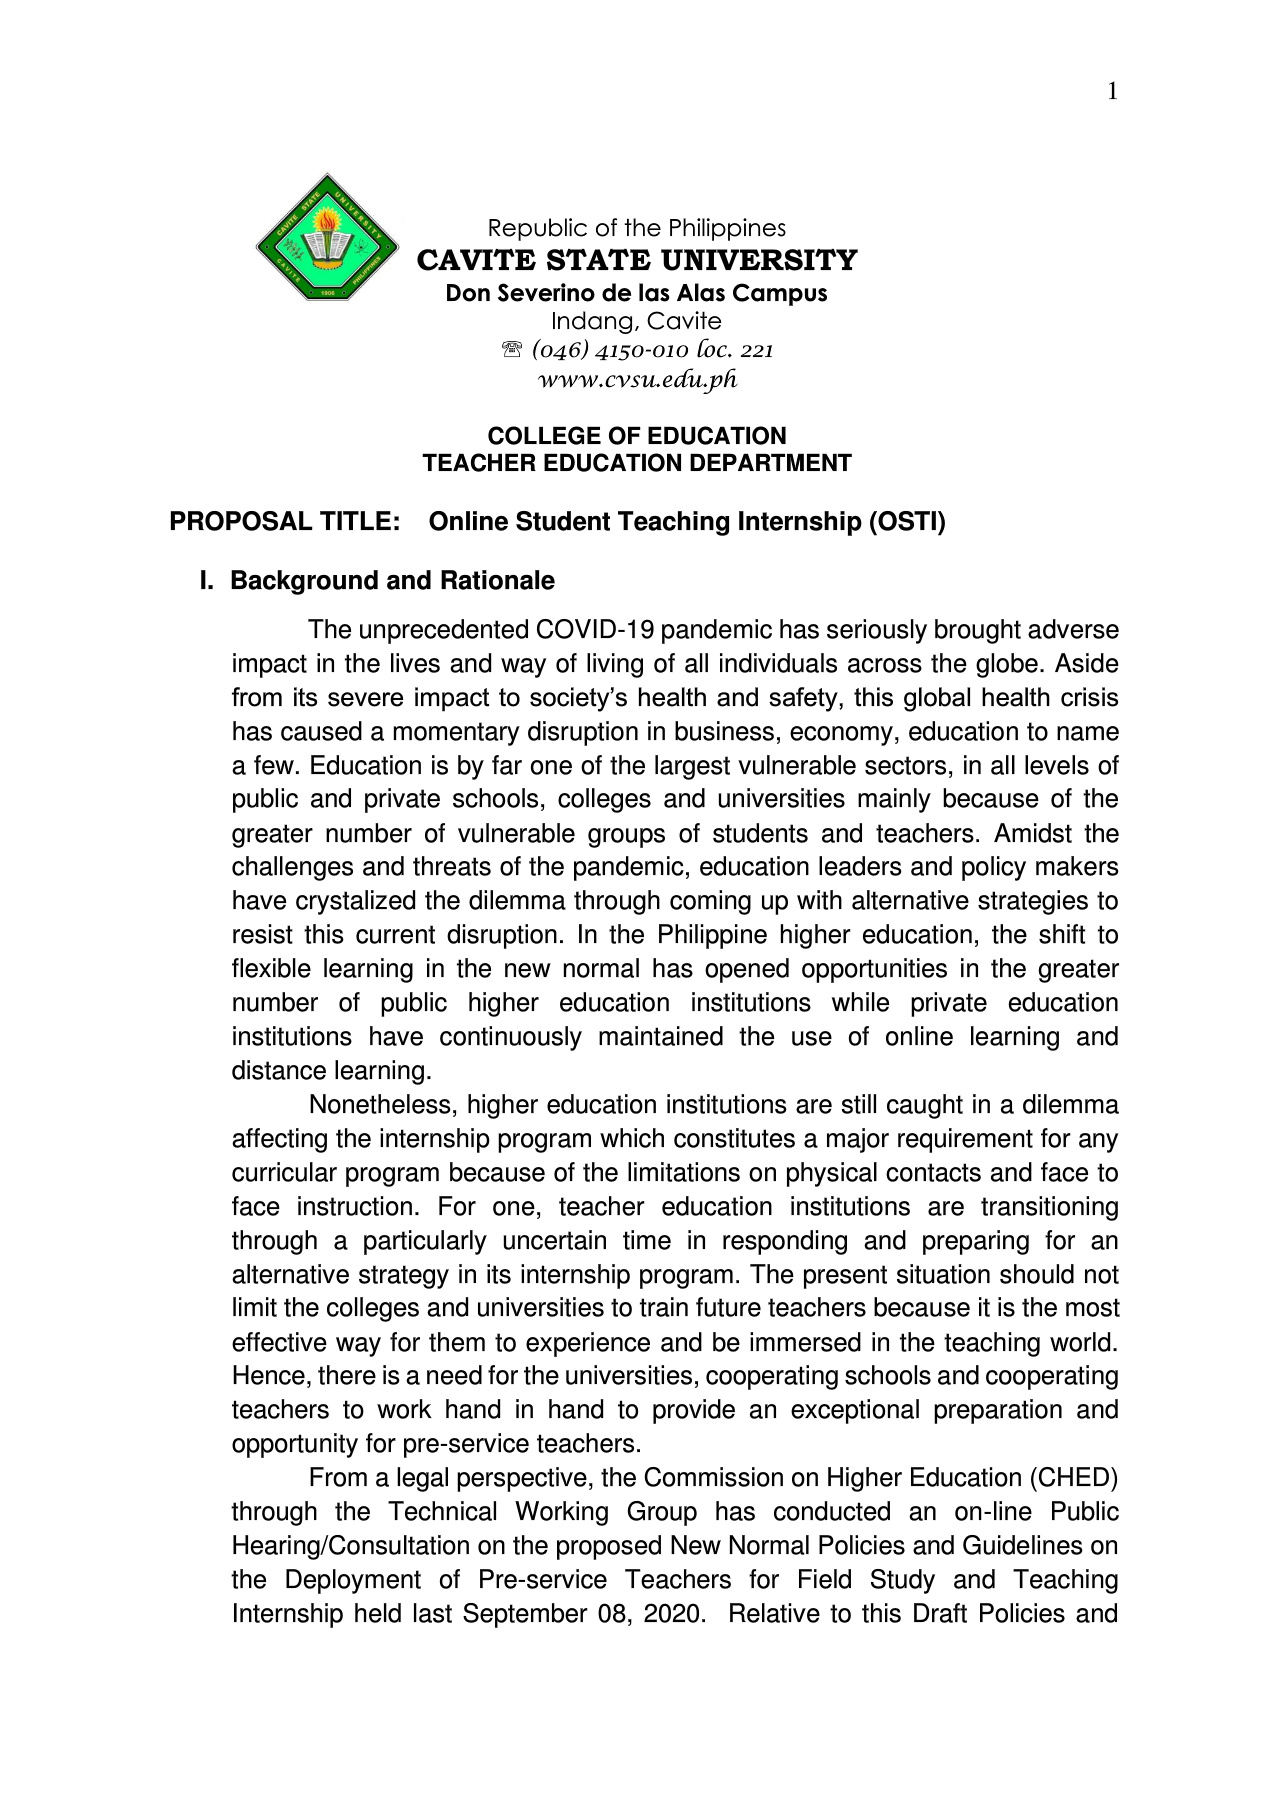 1
CAVITE STATE UNIVERSITY
CAVITE PHILIPPINES
1906
Republic of the Philippines
CAVITE STATE UNIVERSITY
Don Severino de las Alas Campus
Indang, Cavite
☏ (046) 4150-010 loc. 221
www.cvsu.edu.ph
COLLEGE OF EDUCATION
TEACHER EDUCATION DEPARTMENT
PROPOSAL TITLE: Online Student Teaching Internship (OSTI)
I. Background and Rationale
The unprecedented COVID-19 pandemic has seriously brought adverse
impact in the lives and way of living of all individuals across the globe. Aside
from its severe impact to society’s health and safety, this global health crisis
has caused a momentary disruption in business, economy, education to name
a few. Education is by far one of the largest vulnerable sectors, in all levels of
public and private schools, colleges and universities mainly because of the
greater number of vulnerable groups of students and teachers. Amidst the
challenges and threats of the pandemic, education leaders and policy makers
have crystalized the dilemma through coming up with alternative strategies to
resist this current disruption. In the Philippine higher education, the shift to
flexible learning in the new normal has opened opportunities in the greater
number of public higher education institutions while private education
institutions have continuously maintained the use of online learning and
distance learning.
Nonetheless, higher education institutions are still caught in a dilemma
affecting the internship program which constitutes a major requirement for any
curricular program because of the limitations on physical contacts and face to
face instruction. For one, teacher education institutions are transitioning
through a particularly uncertain time in responding and preparing for an
alternative strategy in its internship program. The present situation should not
limit the colleges and universities to train future teachers because it is the most
effective way for them to experience and be immersed in the teaching world.
Hence, there is a need for the universities, cooperating schools and cooperating
teachers to work hand in hand to provide an exceptional preparation and
opportunity for pre-service teachers.
From a legal perspective, the Commission on Higher Education (CHED)
through the Technical Working Group has conducted an on-line Public
Hearing/Consultation on the proposed New Normal Policies and Guidelines on
the Deployment of Pre-service Teachers for Field Study and Teaching
Internship held last September 08, 2020. Relative to this Draft Policies and